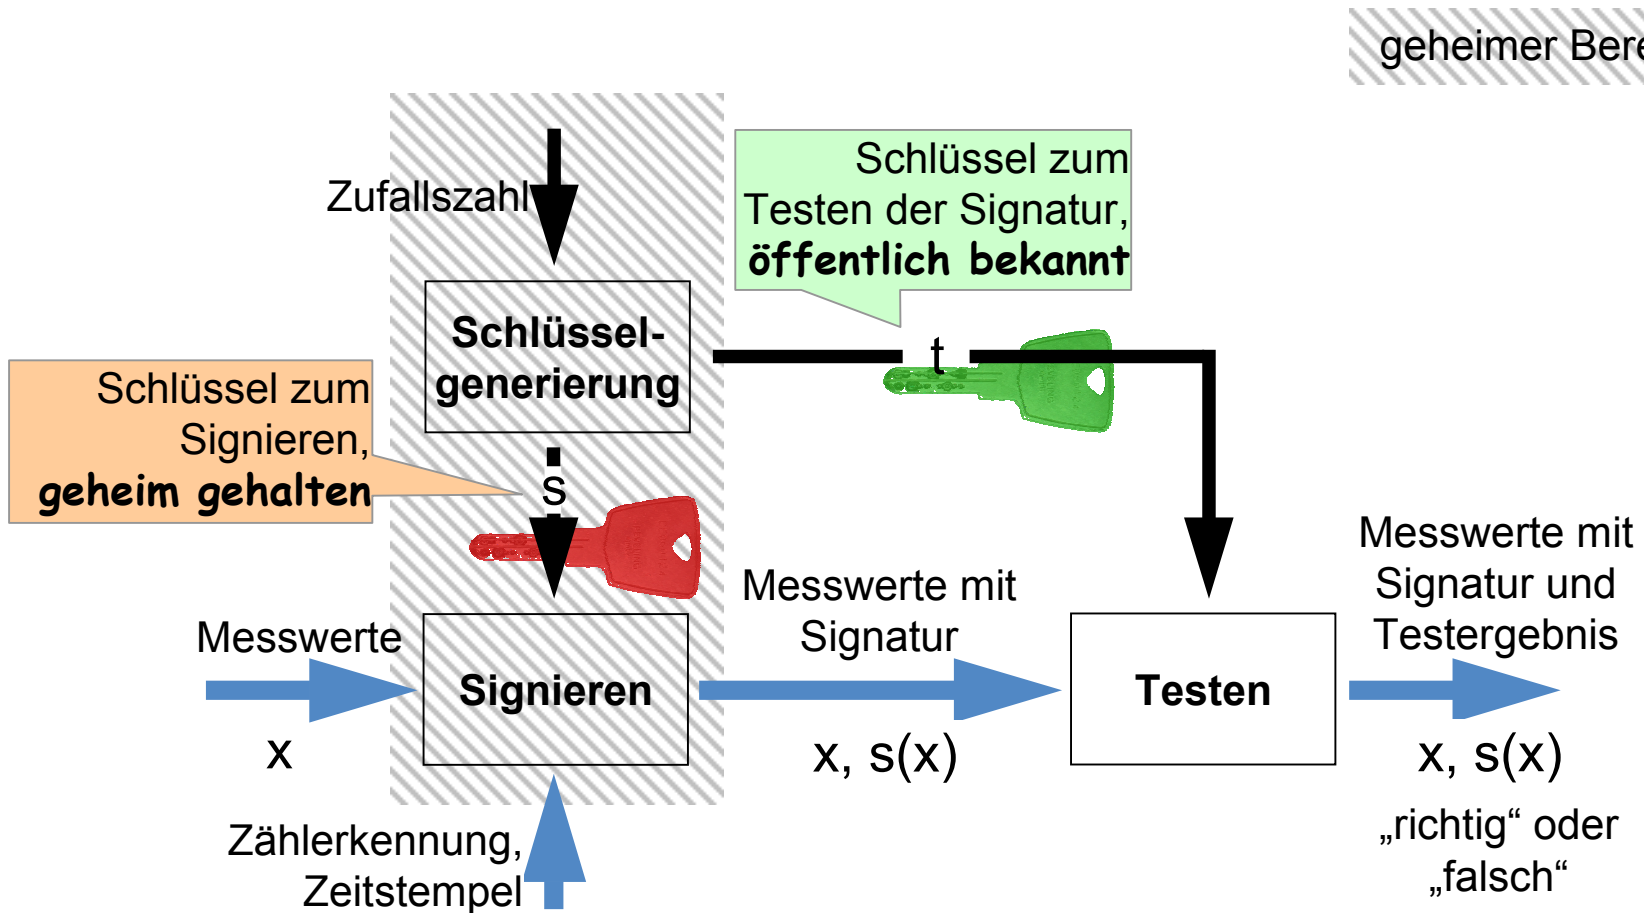 geheimer
Zufallszahl
Schlüssel zum
Testen der Signatur,
öffentlich bekannt
Schlüssel-
generierung
t
Schlüssel zum
Signieren,
geheim gehalten
s
Messwerte
x
Signieren
Zählerkennung,
Zeitstempel
Messwerte mit
Signatur
x, s(x)
Testen
Messwerte mit
Signatur und
Testergebnis
x, s(x)
„richtig“ oder
„falsch“